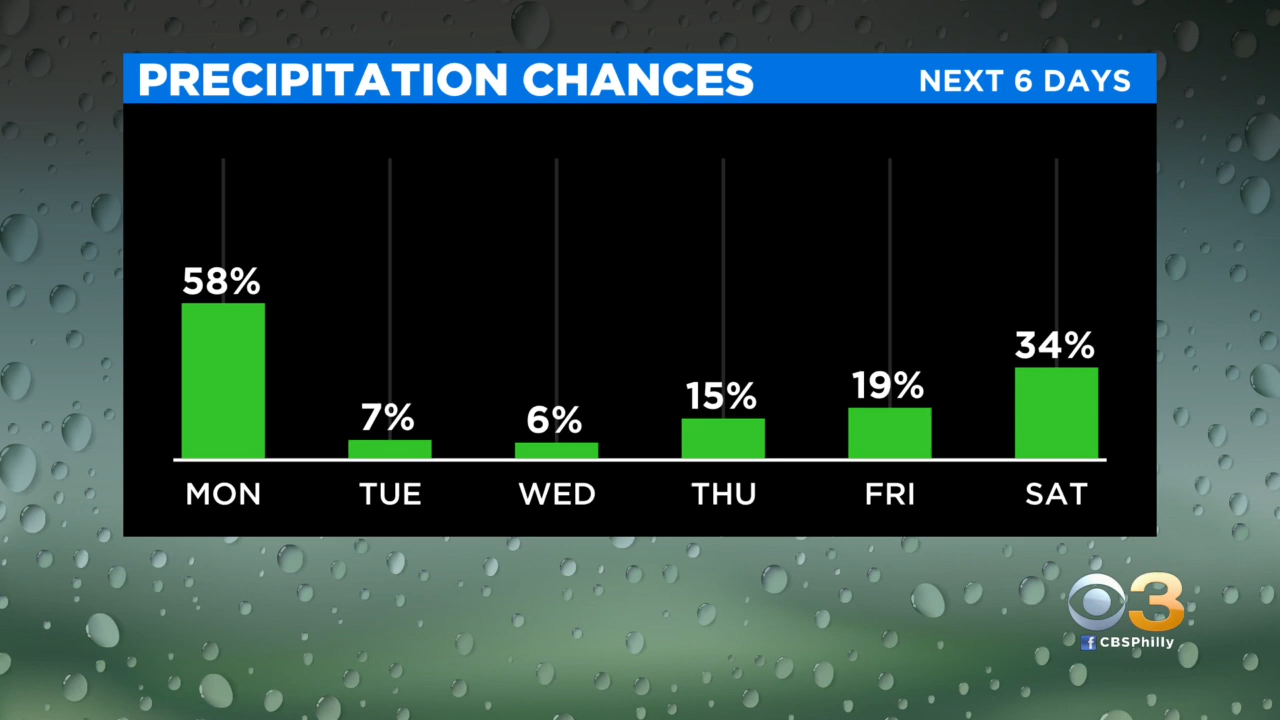 PRECIPITATION CHANCES NEXT 6 DAYS
58% 7% 6% 15% 19% 34%
MON TUE WED THU FRI SAT
3
f CBSPhilly